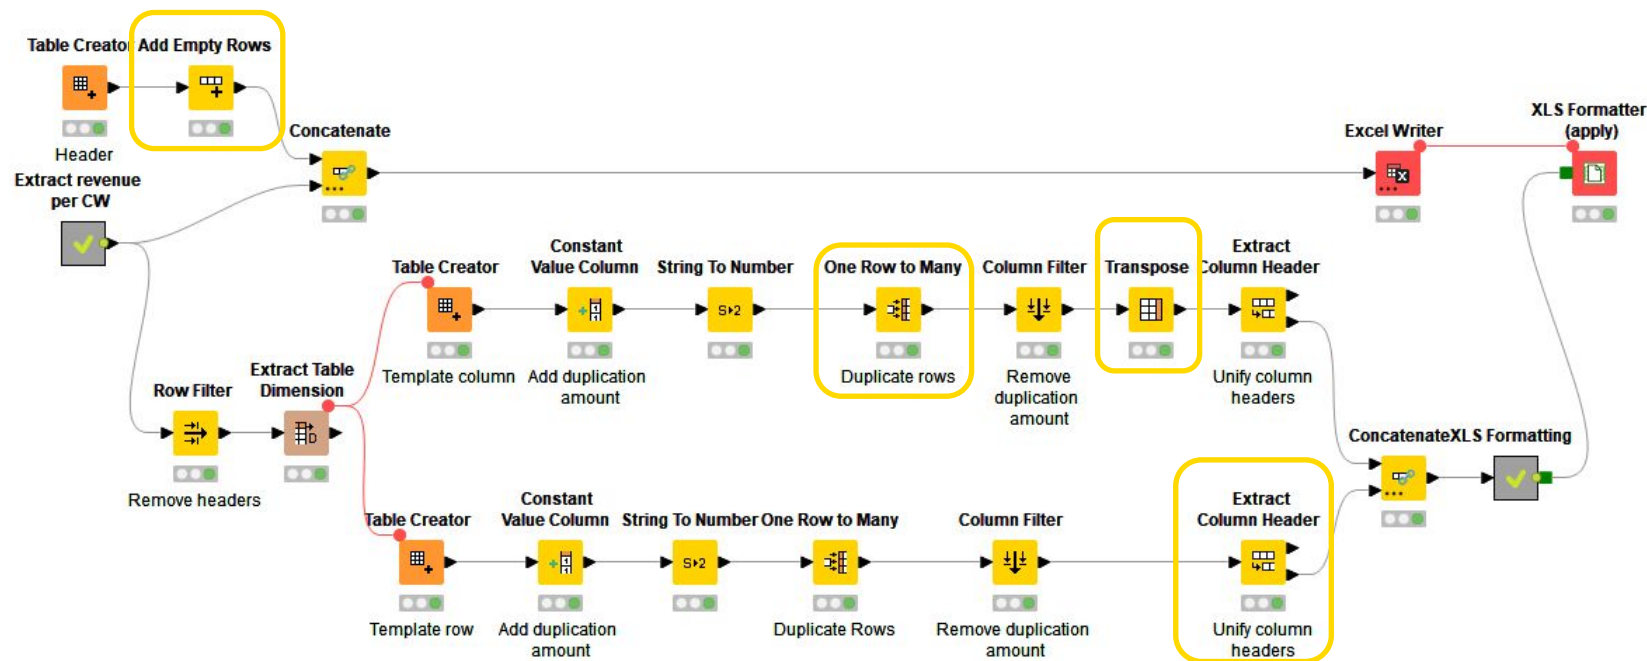 Table Creator
Add Empty Rows
Header
Concatenate
Excel Writer
XLS Formatter
(apply)
Extract revenue
per CW
Table Creator
Template column
Constant
Value Column
Add duplication
amount
String To Number
S▸2
One Row to Many
Duplicate rows
Column Filter
Remove
duplication
amount
Transpose
Extract
Column Header
Unify column
headers
Row Filter
Remove headers
Extract Table
Dimension
D
Concatenate
XLS Formatting
Table Creator
Template row
Constant
Value Column
Add duplication
amount
String To Number
S▸2
One Row to Many
Duplicate Rows
Column Filter
Remove duplication
amount
Extract
Column Header
Unify column
headers